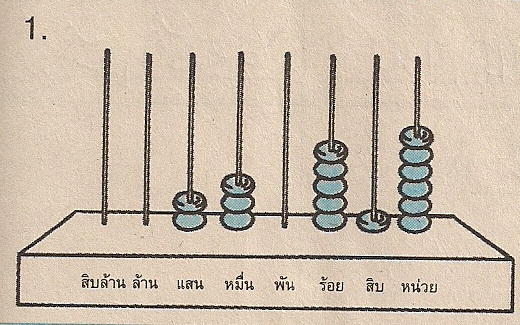 1.
สิบล้าน ล้าน แสน หมื่น พัน ร้อย สิบ หน่วย